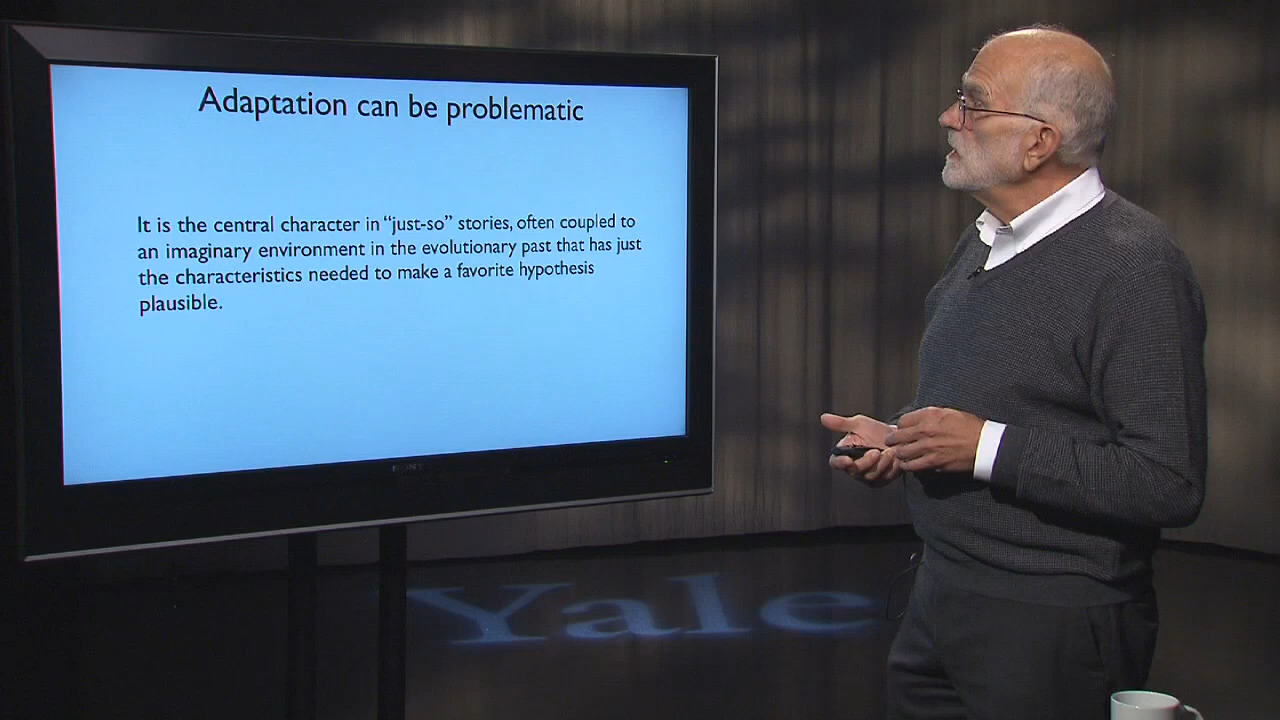 Adaptation can be problematic
It is the central character in “just-so” stories, often coupled to
an imaginary environment in the evolutionary past that has just
the characteristics needed to make a favorite hypothesis
plausible.
SONY
Yale